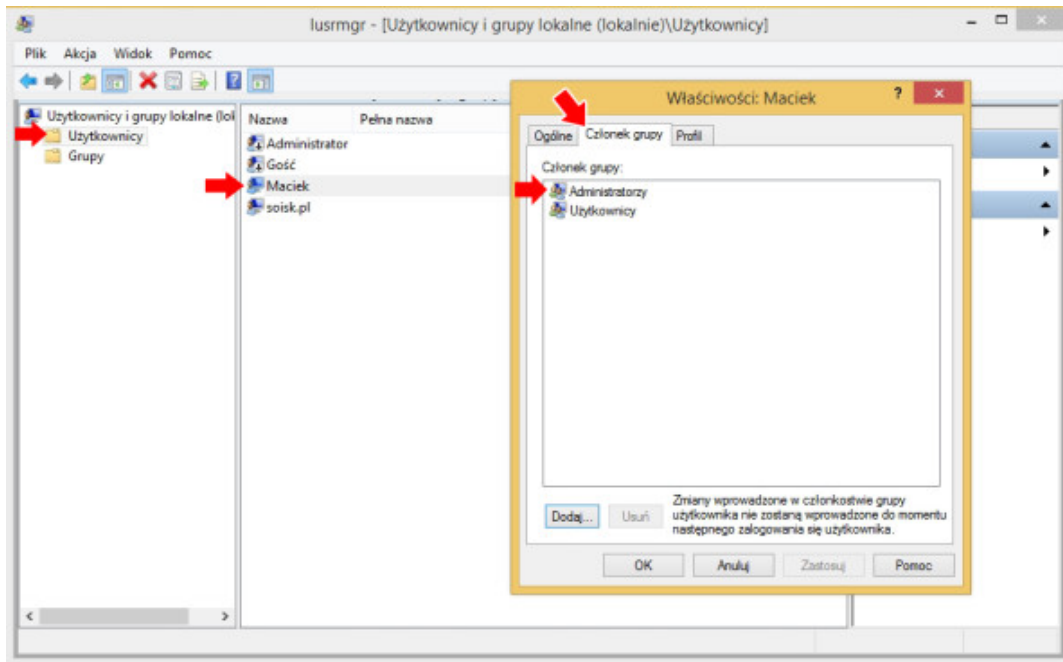 lusrmgr - [Użytkownicy i grupy lokalne (lokalnie)\Użytkownicy]
Plik Akcja Widok Pomoc
Użytkownicy i grupy lokalne (lol
Użytkownicy
Grupy
Nazwa Pełna nazwa
Administrator
Gość
Maciek
soisk.pl
Właściwości: Maciek ?
Ogólne Członek grupy Profil
Członek grupy:
Administratorzy
Użytkownicy
Dodaj... Usuń
Zmiany wprowadzone w członkostwie grupy
użytkownika nie zostaną wprowadzone do momentu
następnego zalogowania się użytkownika.
OK Anuluj Zastosuj Pomoc